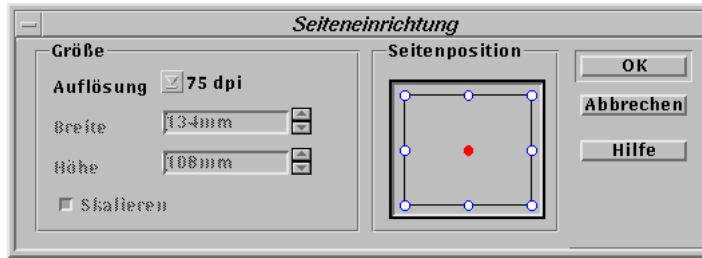 Seiteneinrichtung
Größe
Auflösung 75 dpi
Breite 134mm
Höhe 108mm
Skalieren
Seitenposition
OK
Abbrechen
Hilfe